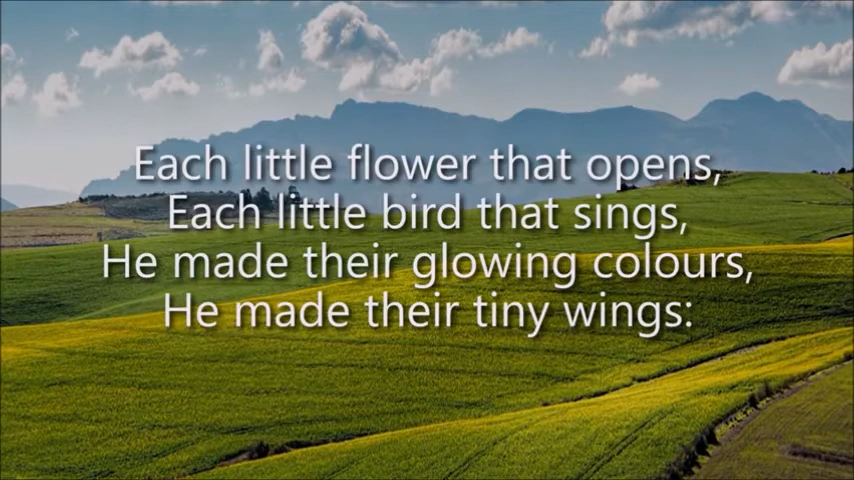 Each little flower that opens,
Each little bird that sings,
He made their glowing colours,
He made their tiny wings: